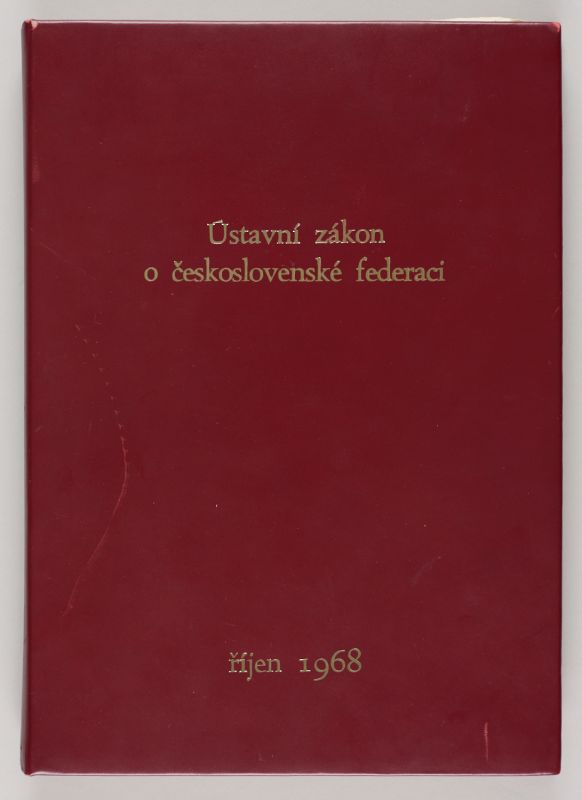 Ústavní zákon
o československé federaci
říjen 1968